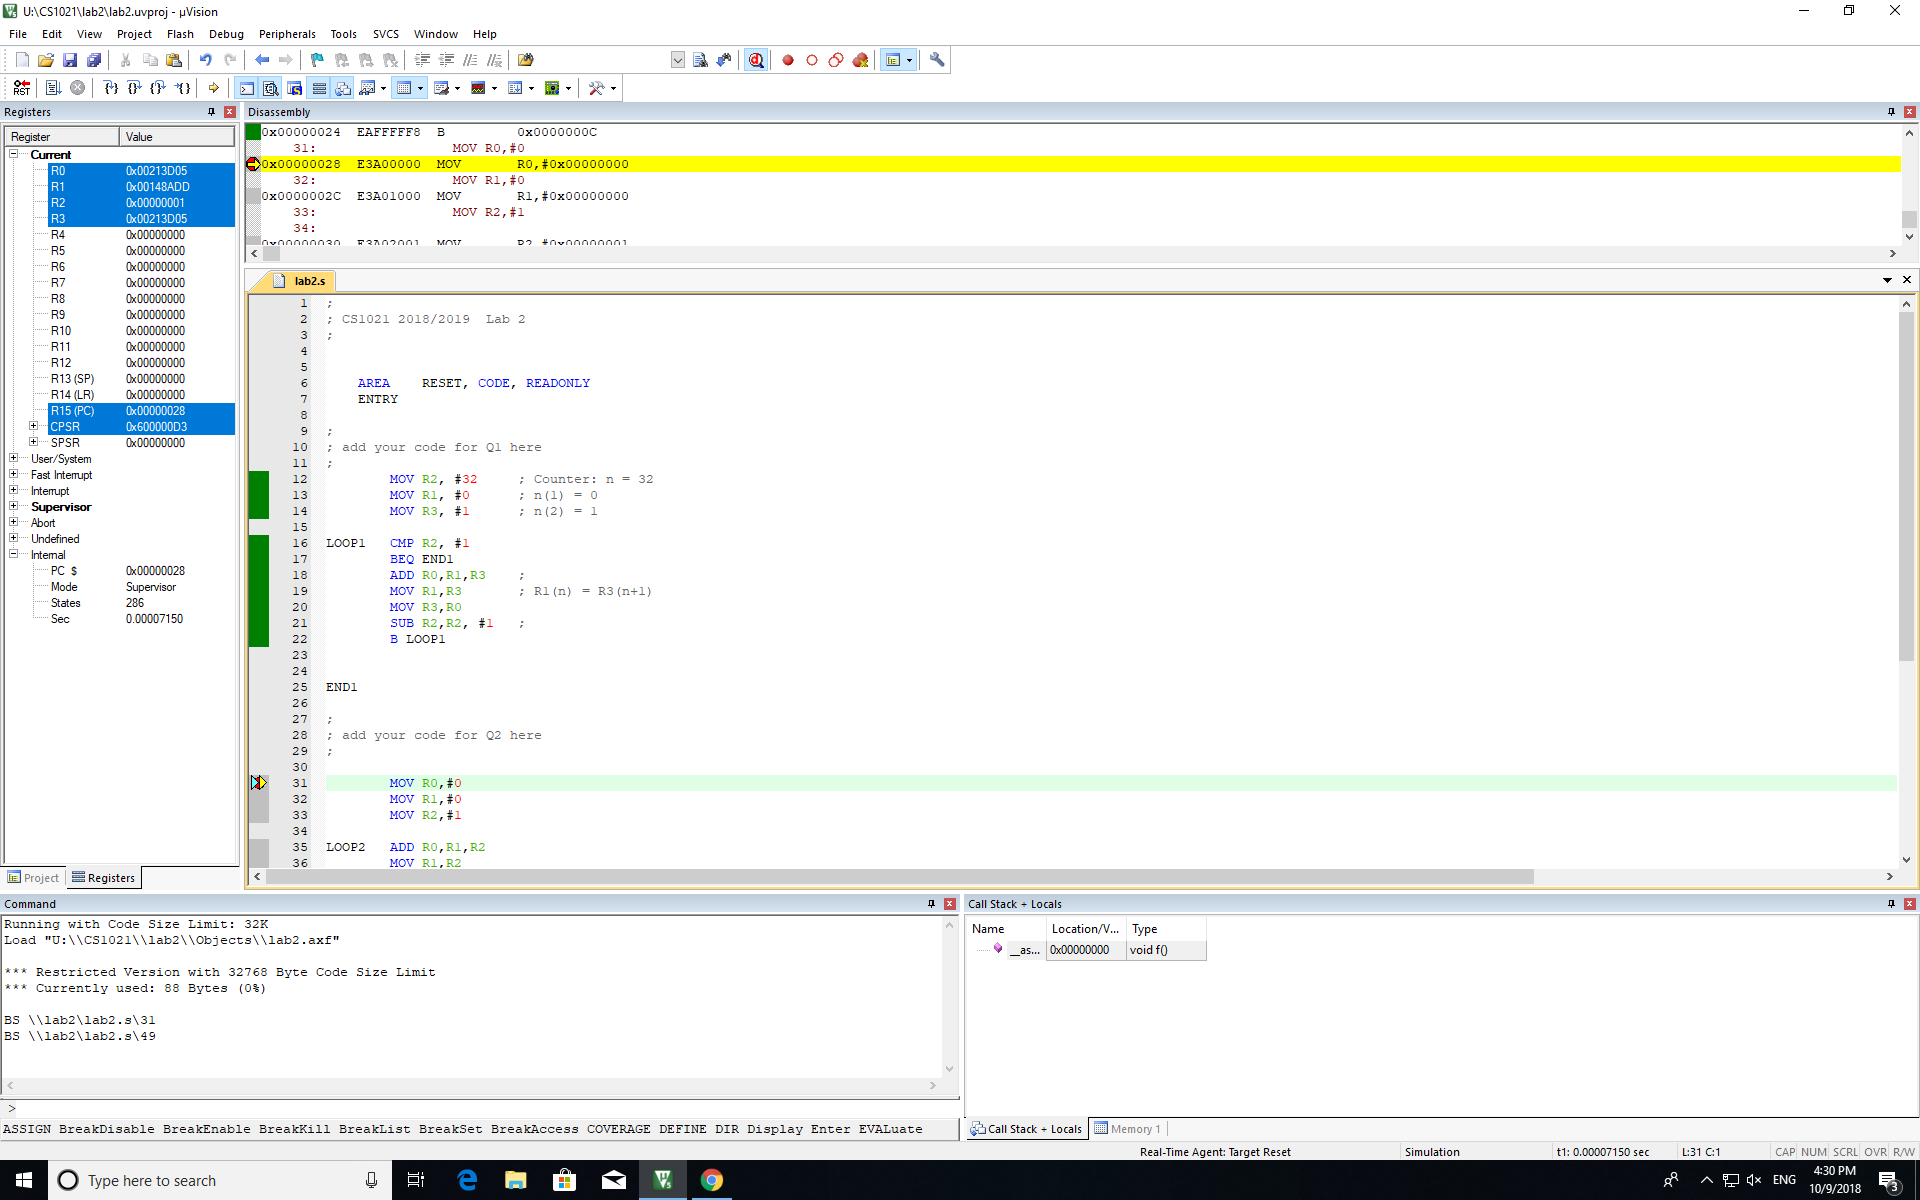 U:\CS1021\lab2\lab2.uvproj - µVision
File Edit View Project Flash Debug Peripherals Tools SVCS Window Help
Registers
Register Value
Current
R0 0x00213D05
R1 0x00148ADD
R2 0x00000001
R3 0x00213D05
R4 0x00000000
R5 0x00000000
R6 0x00000000
R7 0x00000000
R8 0x00000000
R9 0x00000000
R10 0x00000000
R11 0x00000000
R12 0x00000000
R13 (SP) 0x00000000
R14 (LR) 0x00000000
R15 (PC) 0x00000028
CPSR 0x600000D3
SPSR 0x00000000
User/System
Fast Interrupt
Interrupt
Supervisor
Abort
Undefined
Internal
PC $ 0x00000028
Mode Supervisor
States 286
Sec 0.00007150
Project Registers
Disassembly
0x00000024 EAFFFFF8 B 0x0000000C
31: MOV R0,#0
0x00000028 E3A00000 MOV R0,#0x00000000
32: MOV R1,#0
0x0000002C E3A01000 MOV R1,#0x00000000
33: MOV R2,#1
34:
0x00000030 E3A02001 MOV R2,#0x00000001
lab2.s
1 ;
2 ; CS1021 2018/2019 Lab 2
3 ;
4
5
6 AREA RESET, CODE, READONLY
7 ENTRY
8
9 ;
10 ; add your code for Q1 here
11 ;
12 MOV R2, #32 ; Counter: n = 32
13 MOV R1, #0 ; n(1) = 0
14 MOV R3, #1 ; n(2) = 1
15
16 LOOP1 CMP R2, #1
17 BEQ END1
18 ADD R0,R1,R3 ;
19 MOV R1,R3 ; R1(n) = R3(n+1)
20 MOV R3,R0
21 SUB R2,R2, #1 ;
22 B LOOP1
23
24
25 END1
26
27 ;
28 ; add your code for Q2 here
29 ;
30
31 MOV R0,#0
32 MOV R1,#0
33 MOV R2,#1
34
35 LOOP2 ADD R0,R1,R2
36 MOV R1,R2
Command
Running with Code Size Limit: 32K
Load "U:\\CS1021\\lab2\\Objects\\lab2.axf"
*** Restricted Version with 32768 Byte Code Size Limit
*** Currently used: 88 Bytes (0%)
BS \\lab2\lab2.s\31
BS \\lab2\lab2.s\49
>
ASSIGN BreakDisable BreakEnable BreakKill BreakList BreakSet BreakAccess COVERAGE DEFINE DIR Display Enter EVALuate
Call Stack + Locals
Name Location/V... Type
__as... 0x00000000 void f()
Call Stack + Locals Memory 1
Real-Time Agent: Target Reset Simulation t1: 0.00007150 sec L:31 C:1 CAP NUM SCRL OVR R/W
Type here to search
ENG
4:30 PM
10/9/2018
3